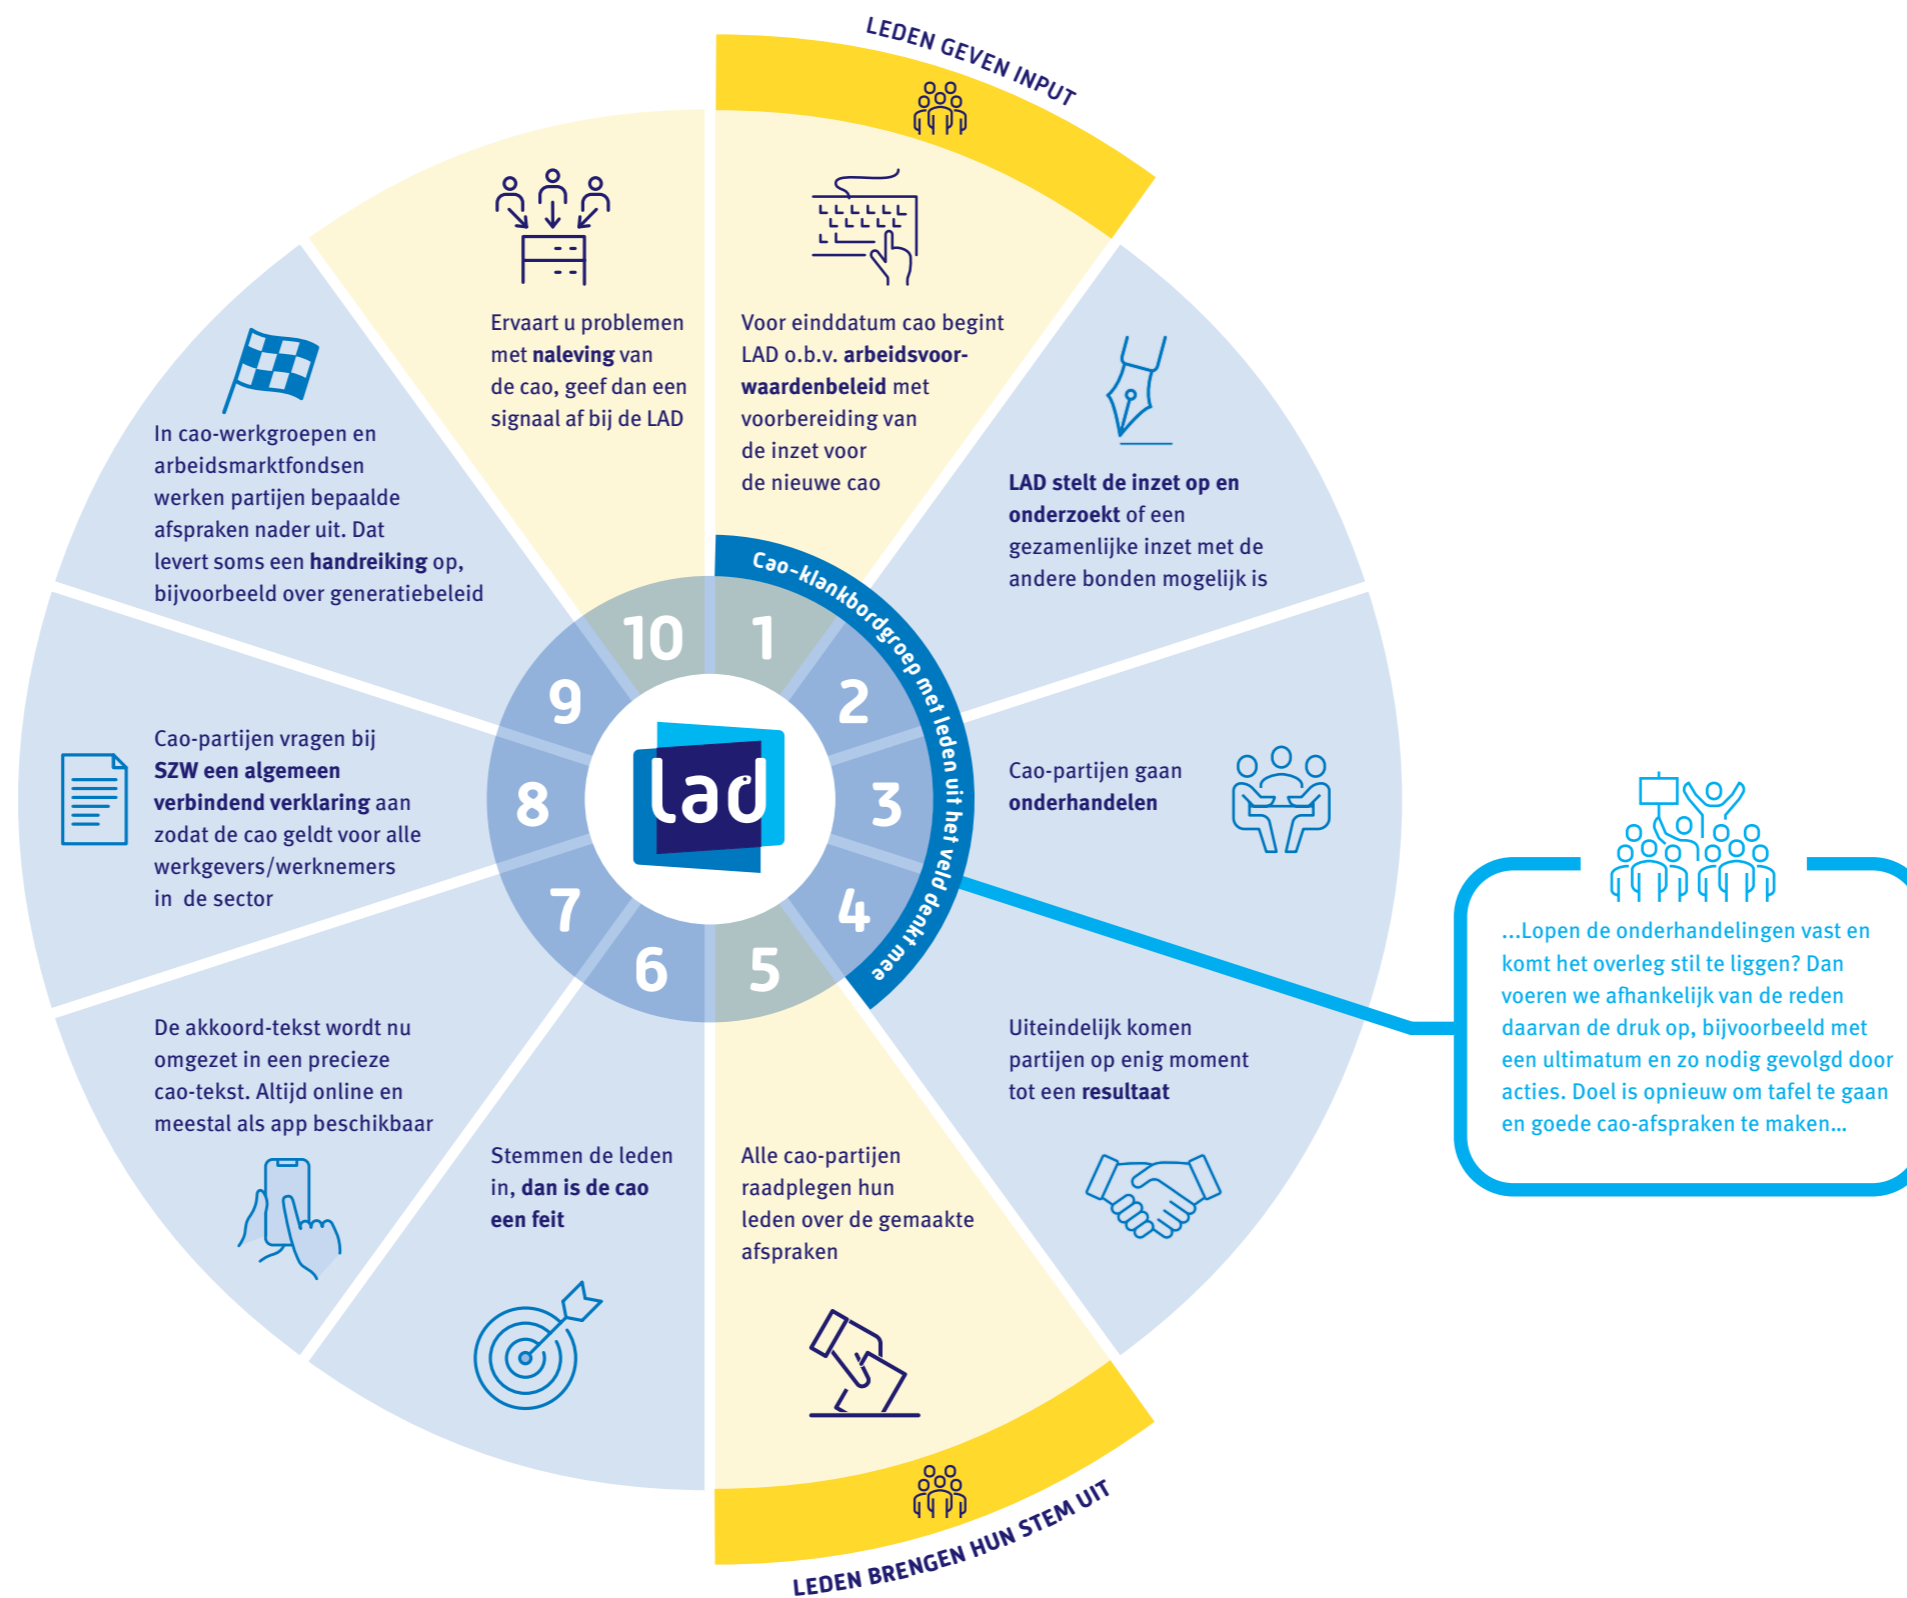 LEDEN GEVEN INPUT
1
Voor einddatum cao begint
LAD o.b.v. arbeidsvoor-
waardenbeleid met
voorbereiding van
de inzet voor
de nieuwe cao
2
LAD stelt de inzet op en
onderzoekt of een
gezamenlijke inzet met de
andere bonden mogelijk is
3
Cao-partijen gaan
onderhandelen
...Lopen de onderhandelingen vast en
komt het overleg stil te liggen? Dan
voeren we afhankelijk van de reden
daarvan de druk op, bijvoorbeeld met
een ultimatum en zo nodig gevolgd door
acties. Doel is opnieuw om tafel te gaan
en goede cao-afspraken te maken...
4
Uiteindelijk komen
partijen op enig moment
tot een resultaat
Cao-klankbordgroep met leden uit het veld denkt mee
5
Alle cao-partijen
raadplegen hun
leden over de gemaakte
afspraken
LEDEN BRENGEN HUN STEM UIT
6
Stemmen de leden
in, dan is de cao
een feit
7
De akkoord-tekst wordt nu
omgezet in een precieze
cao-tekst. Altijd online en
meestal als app beschikbaar
8
Cao-partijen vragen bij
SZW een algemeen
verbindend verklaring aan
zodat de cao geldt voor alle
werkgevers/werknemers
in de sector
9
In cao-werkgroepen en
arbeidsmarktfondsen
werken partijen bepaalde
afspraken nader uit. Dat
levert soms een handreiking op,
bijvoorbeeld over generatiebeleid
10
Ervaart u problemen
met naleving van
de cao, geef dan een
signaal af bij de LAD
lad